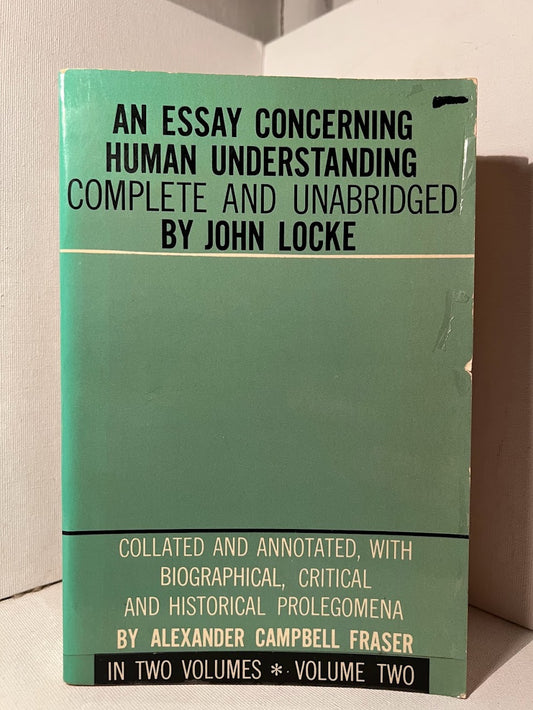 AN ESSAY CONCERNING
HUMAN UNDERSTANDING
COMPLETE AND UNABRIDGED
BY JOHN LOCKE
COLLATED AND ANNOTATED, WITH
BIOGRAPHICAL, CRITICAL
AND HISTORICAL PROLEGOMENA
BY ALEXANDER CAMPBELL FRASER
IN TWO VOLUMES * VOLUME TWO